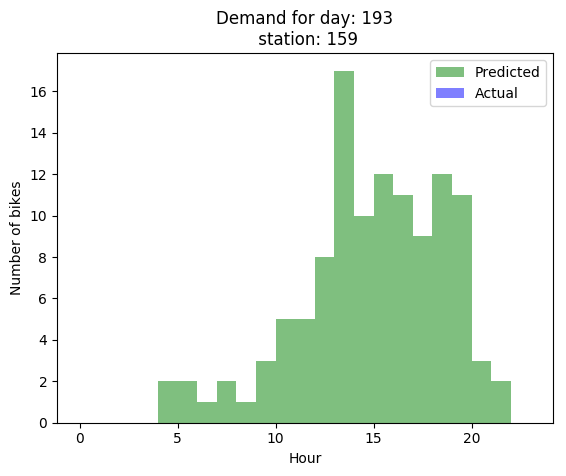 Demand for day: 193
station: 159
Predicted
Actual
Number of bikes
16
14
12
10
8
6
4
2
0
0 5 10 15 20
Hour